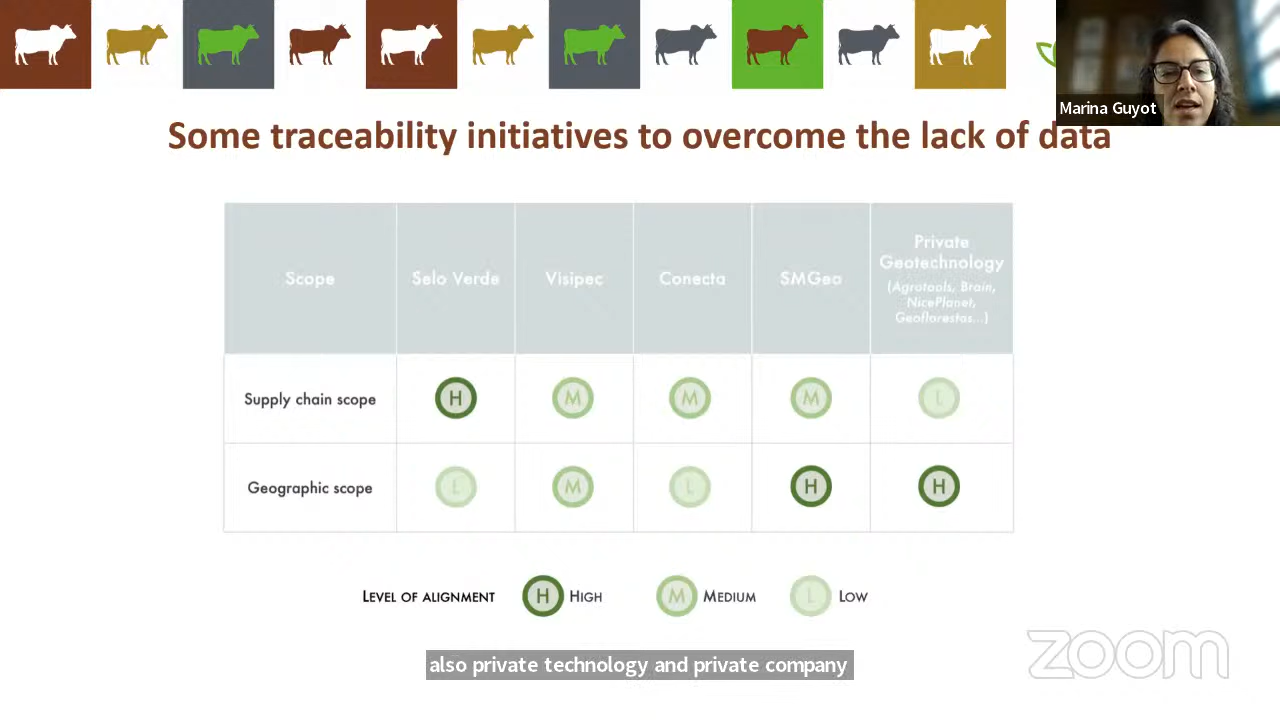 Marina Guyot
Some traceability initiatives to overcome the lack of data
Scope
Selo Verde
Visipec
Conecta
SMGeo
Private
Geotechnology
(Agrotools, Brain,
NicePlanet,
Geoflorestas...)
Supply chain scope
H
M
M
M
L
Geographic scope
L
M
L
H
H
LEVEL OF ALIGNMENT
H HIGH
M MEDIUM
L LOW
also private technology and private company
zoom